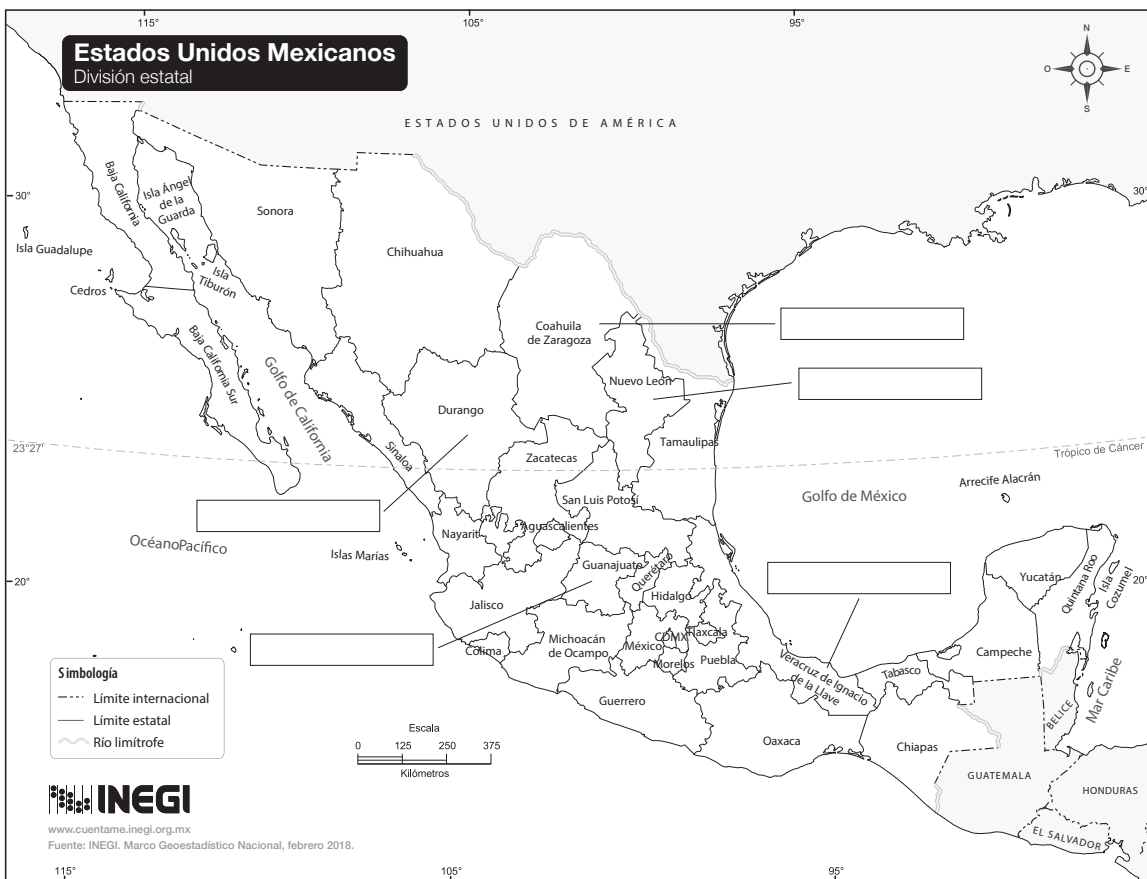 115°
105°
95°
Estados Unidos Mexicanos
División estatal
N
O
E
S
ESTADOS UNIDOS DE AMÉRICA
30°
30°
Baja California
Isla Ángel
de la
Guarda
Sonora
Isla Guadalupe
Chihuahua
Isla
Tiburón
Cedros
Coahuila
de Zaragoza
Baja California Sur
Golfo de California
Nuevo León
Durango
Sinaloa
Tamaulipas
23°27'
Trópico de Cáncer
Zacatecas
Arrecife Alacrán
San Luis Potosí
Golfo de México
Nayarit
Aguascalientes
OcéanoPacífico
Islas Marías
Guanajuato
Querétaro
Yucatán
Quintana Roo
Isla
Cozumel
20°
20°
Hidalgo
Jalisco
Michoacán
de Ocampo
CDMX
Tlaxcala
México
Colima
Morelos
Puebla
Veracruz de Ignacio
de la Llave
Tabasco
Campeche
Mar Caribe
Simbología
Límite internacional
Límite estatal
Río limítrofe
Guerrero
BELICE
Escala
0 125 250 375
Kilómetros
Oaxaca
Chiapas
GUATEMALA
HONDURAS
EL SALVADOR
INEGI
www.cuentame.inegi.org.mx
Fuente: INEGI. Marco Geoestadístico Nacional, febrero 2018.
115°
105°
95°